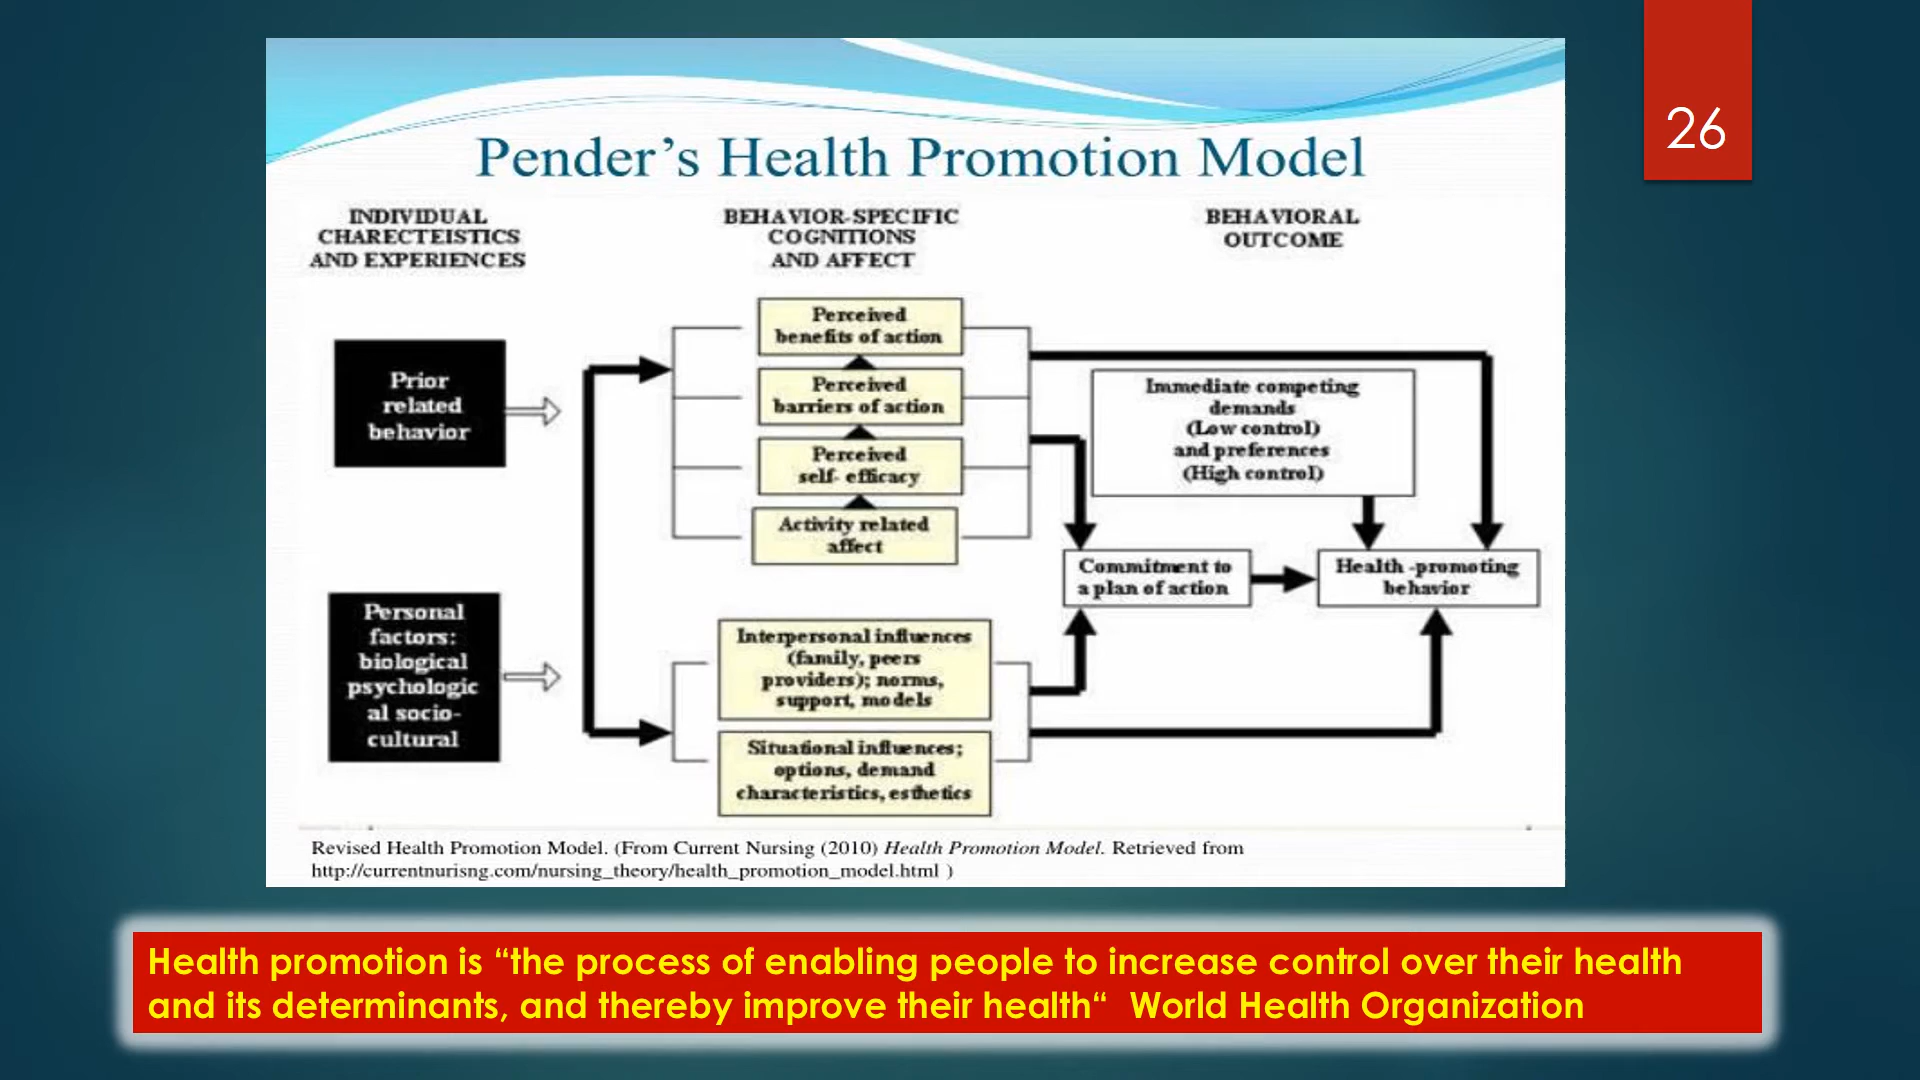 26
Pender’s Health Promotion Model
INDIVIDUAL
CHARECTEISTICS
AND EXPERIENCES
BEHAVIOR-SPECIFIC
COGNITIONS
AND AFFECT
BEHAVIORAL
OUTCOME
Prior
related
behavior
Personal
factors:
biological
psychologic
al socio-
cultural
Perceived
benefits of action
Perceived
barriers of action
Perceived
self- efficacy
Activity related
affect
Interpersonal influences
(family, peers
providers); norms,
support, models
Situational influences;
options, demand
characteristics, esthetics
Immediate competing
demands
(Low control)
and preferences
(High control)
Commitment to
a plan of action
Health -promoting
behavior
Revised Health Promotion Model. (From Current Nursing (2010) Health Promotion Model. Retrieved from
http://currentnurisng.com/nursing_theory/health_promotion_model.html )
Health promotion is “the process of enabling people to increase control over their health
and its determinants, and thereby improve their health“ World Health Organization